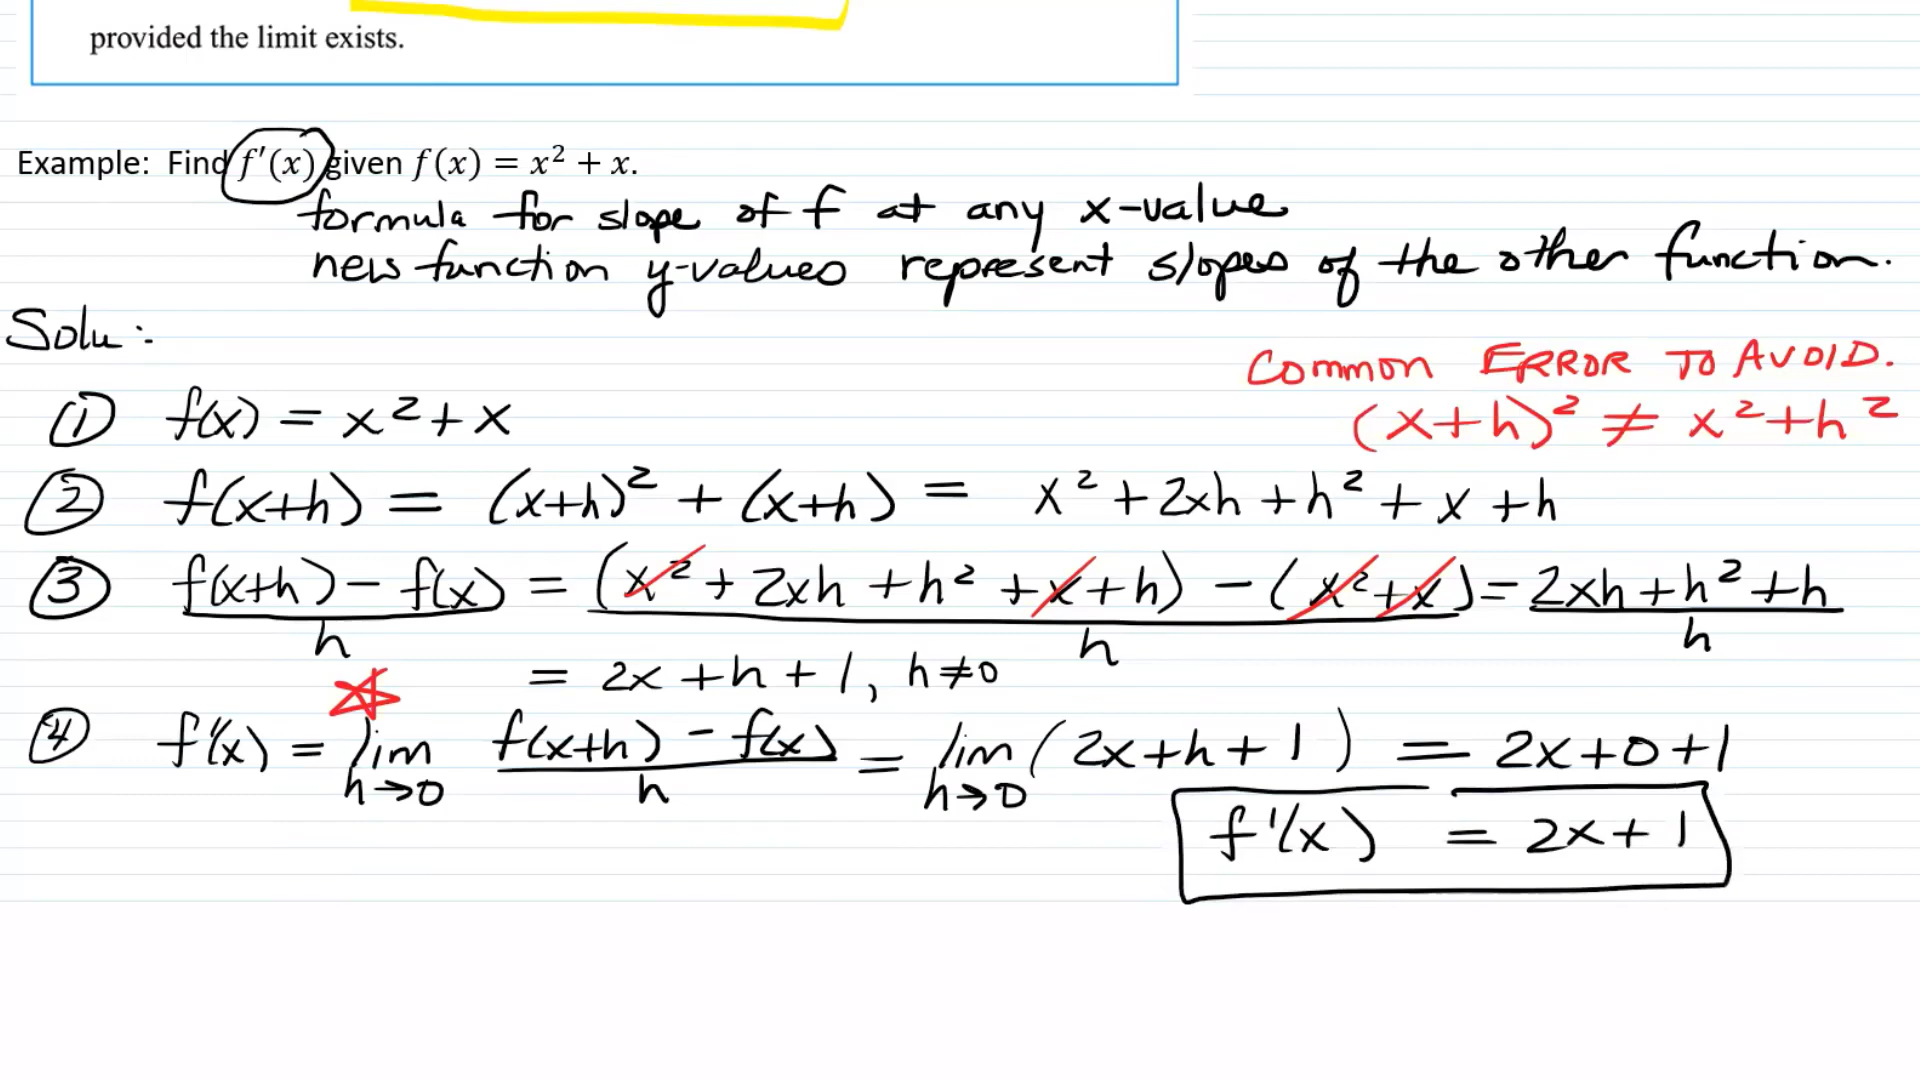 provided the limit exists.
Example: Find f′(x) given f(x) = x² + x.
formula for slope of f at any x-value
new function y-values represent slopes of the other function.
Solu:
COMMON ERROR TO AVOID.
(x+h)² ≠ x²+h²
① f(x) = x²+x
② f(x+h) = (x+h)² + (x+h) = x²+2xh+h²+x+h
③ f(x+h) − f(x) / h = (x²+2xh+h²+x+h) − (x²+x) / h = 2xh+h²+h / h
= 2x+h+1, h≠0
④ f′(x) = lim h→0 f(x+h) − f(x) / h = lim h→0 (2x+h+1) = 2x+0+1
f′(x) = 2x+1